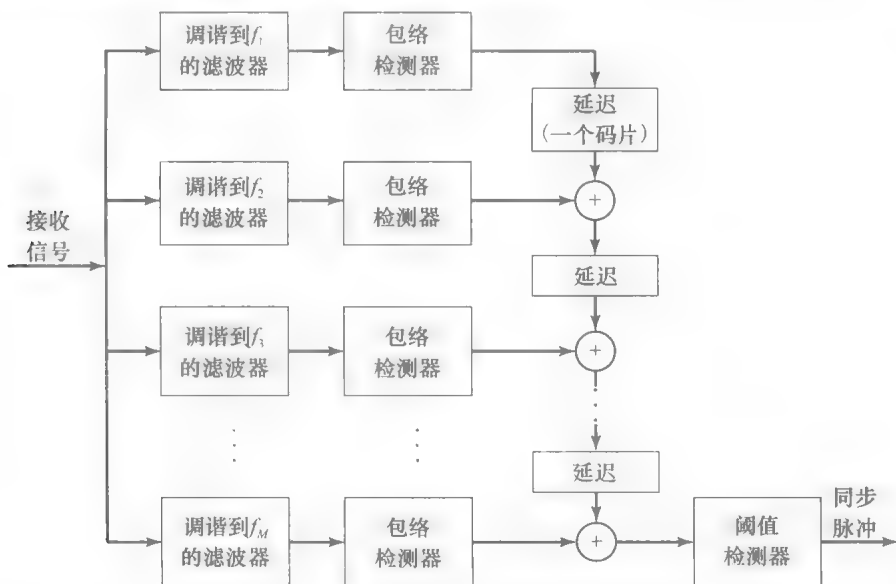 调谐到f₁
的滤波器
包络
检测器
延迟
(一个码片)
调谐到f₂
的滤波器
包络
检测器
+
接收
信号
延迟
调谐到f₃
的滤波器
包络
检测器
+
延迟
调谐到f_M
的滤波器
包络
检测器
+
阈值
检测器
同步
脉冲